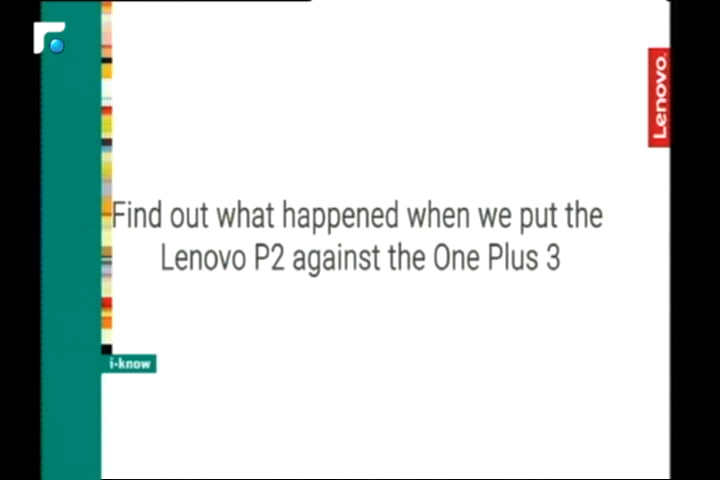 Lenovo
Find out what happened when we put the
Lenovo P2 against the One Plus 3
i-know